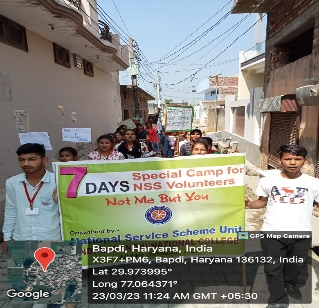 7 DAYS
Special Camp for
NSS Volunteers
Not Me But You
Organised by:-
National Service Scheme Unit
COLLEGE
GPS Map Camera
Google
Bapdi, Haryana, India
X3F7+PM6, Bapdi, Haryana 136132, India
Lat 29.973995°
Long 77.064371°
23/03/23 11:24 AM GMT +05:30